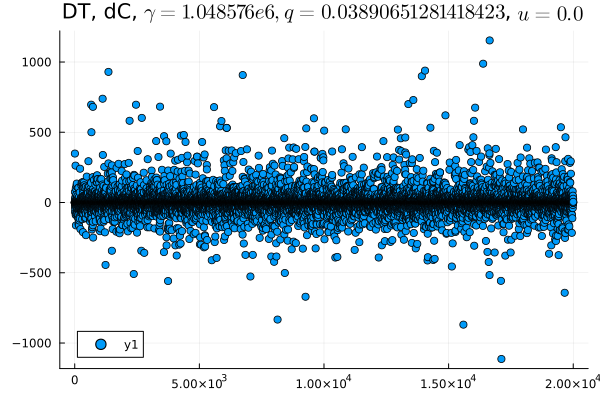 DT, dC, γ = 1.048576e6, q = 0.03890651281418423, u = 0.0
1000
500
0
−500
−1000
y1
0 5.00×10³ 1.00×10⁴ 1.50×10⁴ 2.00×10⁴